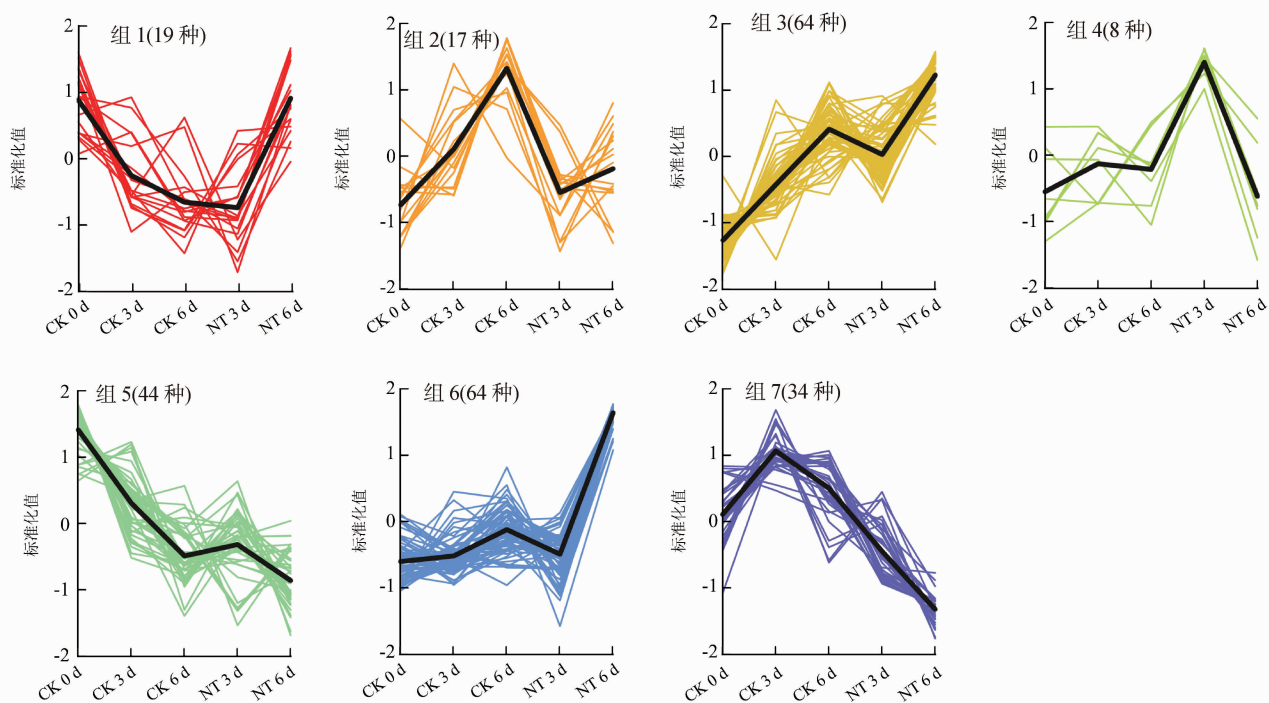 组 1(19 种)
标准化值
2
1
0
-1
-2
CK 0 d
CK 3 d
CK 6 d
NT 3 d
NT 6 d
组 2(17 种)
标准化值
2
1
0
-1
-2
CK 0 d
CK 3 d
CK 6 d
NT 3 d
NT 6 d
组 3(64 种)
标准化值
2
1
0
-1
-2
CK 0 d
CK 3 d
CK 6 d
NT 3 d
NT 6 d
组 4(8 种)
标准化值
2
1
0
-1
-2
CK 0 d
CK 3 d
CK 6 d
NT 3 d
NT 6 d
组 5(44 种)
标准化值
2
1
0
-1
-2
CK 0 d
CK 3 d
CK 6 d
NT 3 d
NT 6 d
组 6(64 种)
标准化值
2
1
0
-1
-2
CK 0 d
CK 3 d
CK 6 d
NT 3 d
NT 6 d
组 7(34 种)
标准化值
2
1
0
-1
-2
CK 0 d
CK 3 d
CK 6 d
NT 3 d
NT 6 d